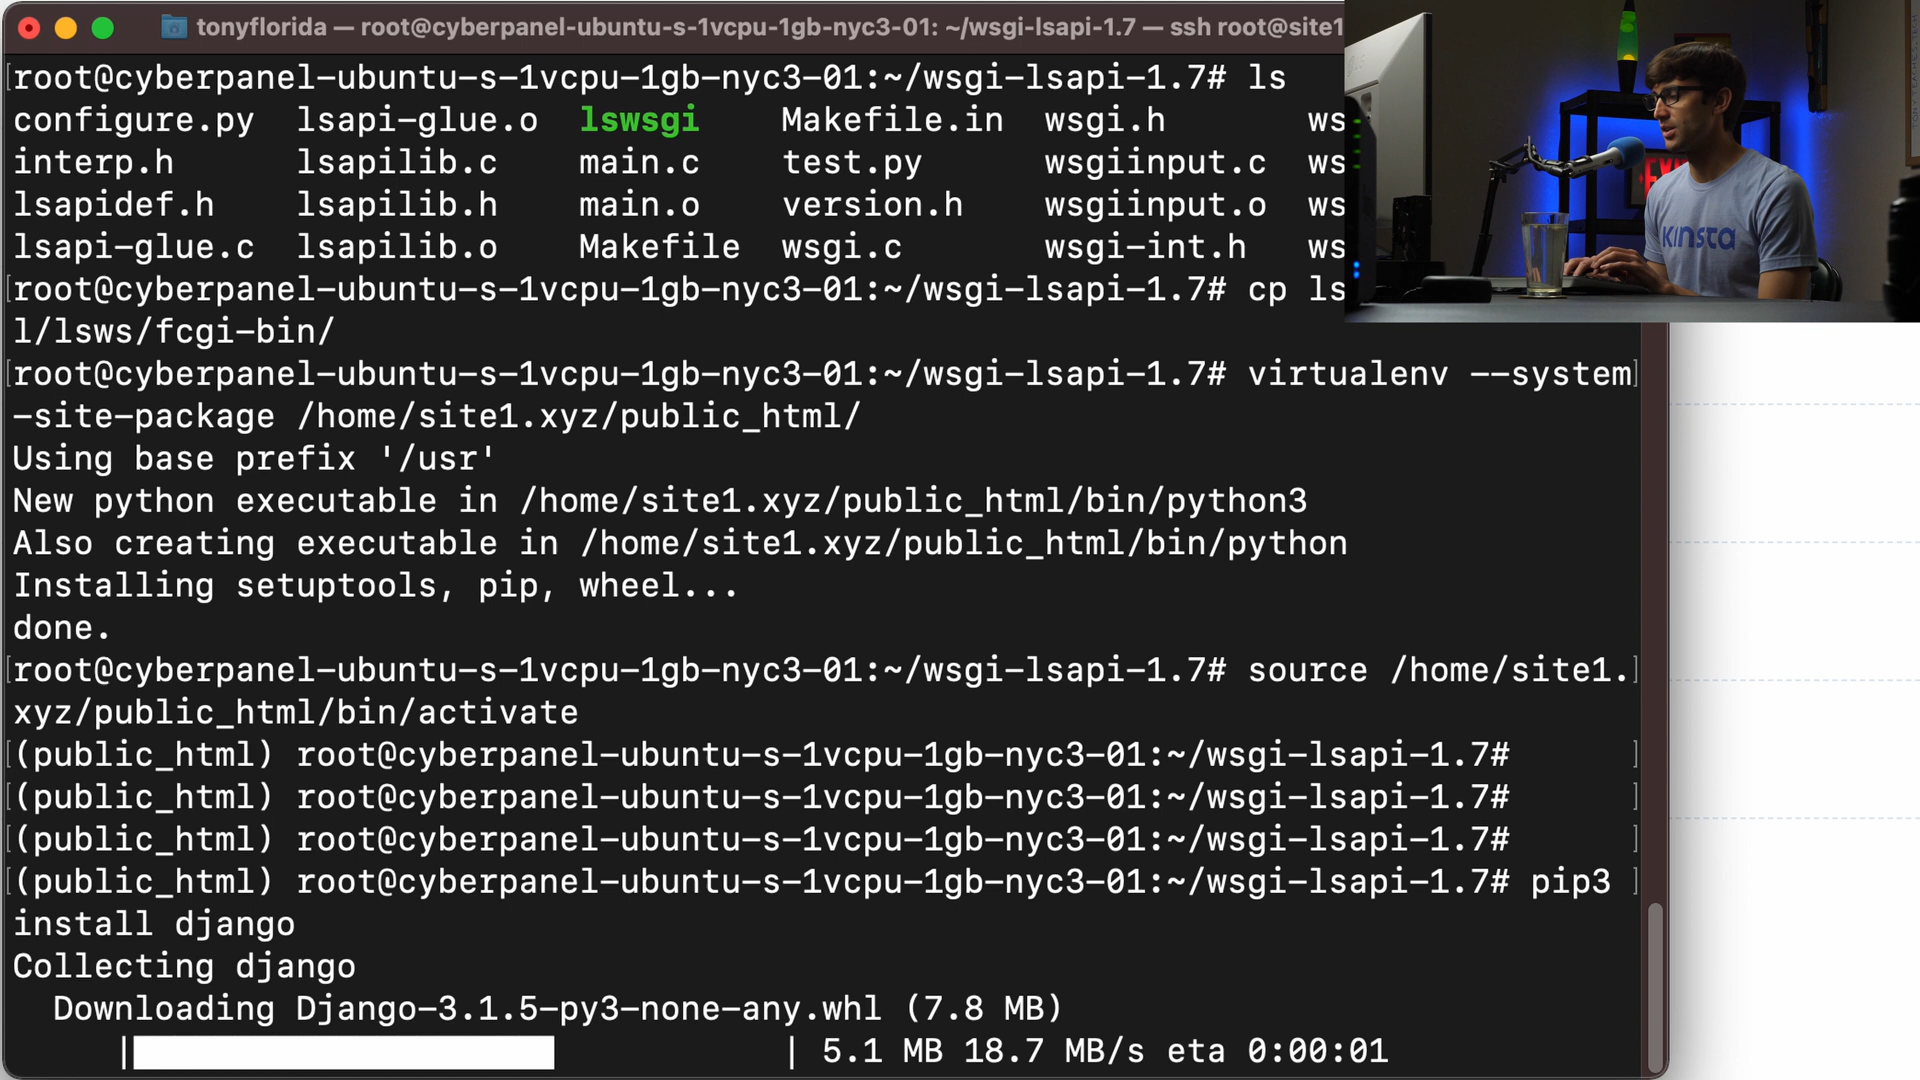 tonyflorida — root@cyberpanel-ubuntu-s-1vcpu-1gb-nyc3-01: ~/wsgi-lsapi-1.7 — ssh root@site1
[root@cyberpanel-ubuntu-s-1vcpu-1gb-nyc3-01:~/wsgi-lsapi-1.7# ls
configure.py lsapi-glue.o lswsgi Makefile.in wsgi.h ws
interp.h lsapilib.c main.c test.py wsgiinput.c ws
lsapidef.h lsapilib.h main.o version.h wsgiinput.o ws
lsapi-glue.c lsapilib.o Makefile wsgi.c wsgi-int.h ws
[root@cyberpanel-ubuntu-s-1vcpu-1gb-nyc3-01:~/wsgi-lsapi-1.7# cp ls
l/lsws/fcgi-bin/
[root@cyberpanel-ubuntu-s-1vcpu-1gb-nyc3-01:~/wsgi-lsapi-1.7# virtualenv --system]
-site-package /home/site1.xyz/public_html/
Using base prefix '/usr'
New python executable in /home/site1.xyz/public_html/bin/python3
Also creating executable in /home/site1.xyz/public_html/bin/python
Installing setuptools, pip, wheel...
done.
[root@cyberpanel-ubuntu-s-1vcpu-1gb-nyc3-01:~/wsgi-lsapi-1.7# source /home/site1.]
xyz/public_html/bin/activate
[(public_html) root@cyberpanel-ubuntu-s-1vcpu-1gb-nyc3-01:~/wsgi-lsapi-1.7# ]
[(public_html) root@cyberpanel-ubuntu-s-1vcpu-1gb-nyc3-01:~/wsgi-lsapi-1.7# ]
[(public_html) root@cyberpanel-ubuntu-s-1vcpu-1gb-nyc3-01:~/wsgi-lsapi-1.7# ]
[(public_html) root@cyberpanel-ubuntu-s-1vcpu-1gb-nyc3-01:~/wsgi-lsapi-1.7# pip3 ]
install django
Collecting django
Downloading Django-3.1.5-py3-none-any.whl (7.8 MB)
| | 5.1 MB 18.7 MB/s eta 0:00:01
KINSTA